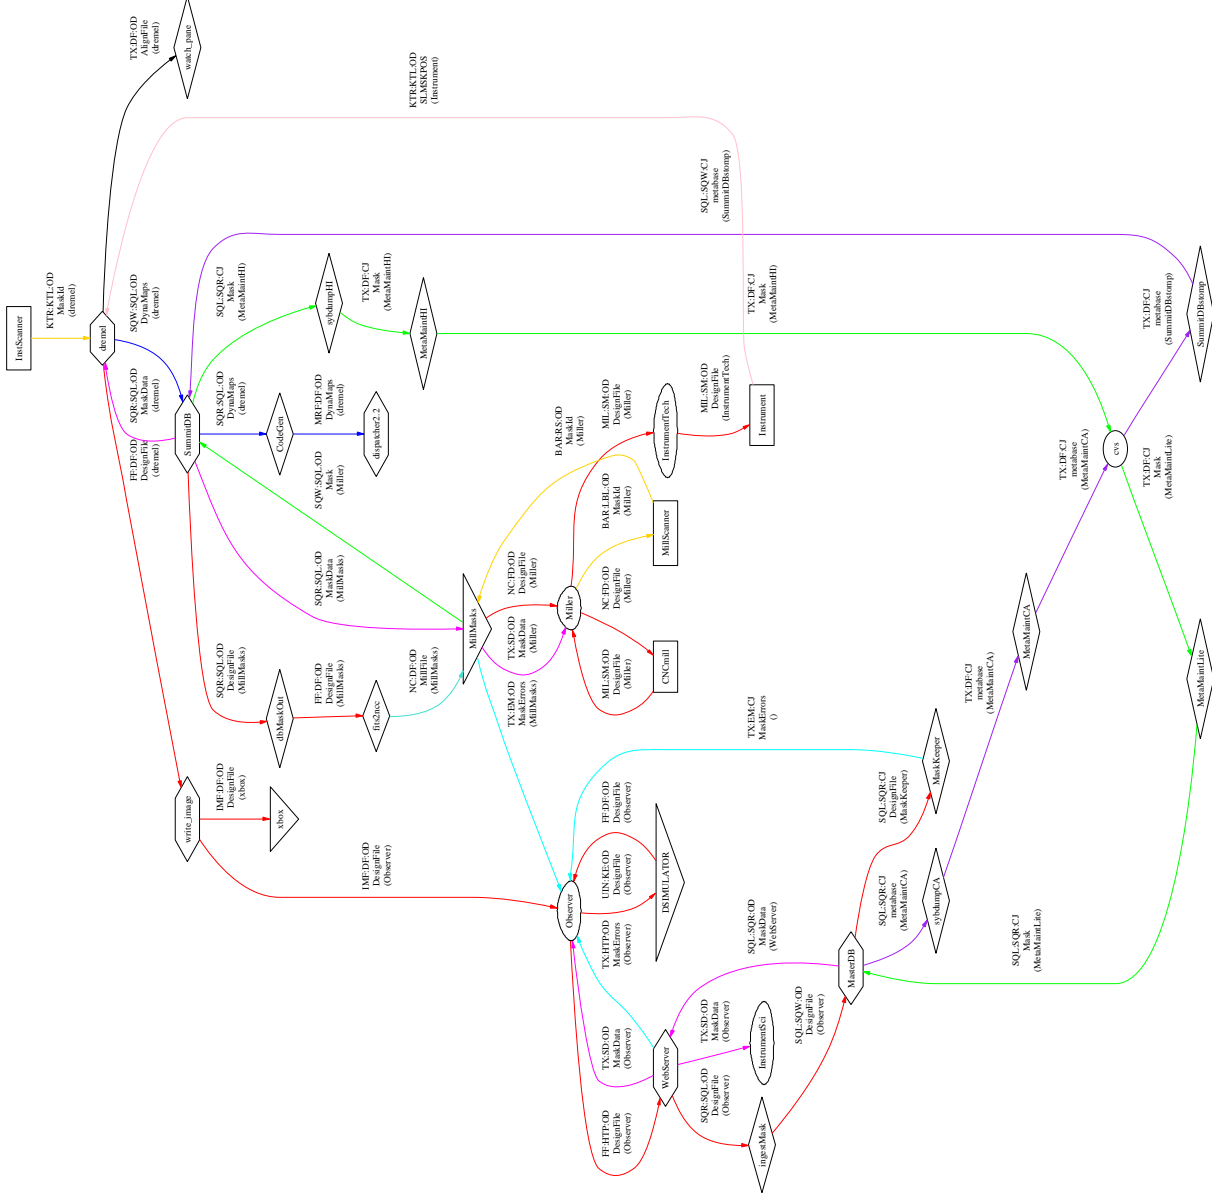 TX:DF:OD
AlignFile
(dremel)
watch_pane
KTR:KTL:OD
SLMSKPOS
(Instrument)
InstScanner
KTR:KTL:OD
MaskId
(dremel)
dremel
SQW:SQL:OD
DynaMaps
(dremel)
SQR:SQL:OD
MaskData
(dremel)
FF:DF:OD
DesignFile
(dremel)
SummitDB
SQL:SQR:CJ
Mask
(MetaMaintHI)
sybdumpHI
TX:DF:CJ
Mask
(MetaMaintHI)
MetaMaintHI
SQR:SQL:OD
DynaMaps
(dremel)
CodeGen
MRF:DF:OD
DynaMaps
(dremel)
dispatcher2.2
SQW:SQL:OD
Mask
(Miller)
SQR:SQL:OD
MaskData
(MillMasks)
SQR:SQL:OD
DesignFile
(MillMasks)
dbMaskOut
FF:DF:OD
DesignFile
(MillMasks)
fits2ncc
NC:DF:OD
MillFile
(MillMasks)
MillMasks
NC:FD:OD
DesignFile
(Miller)
TX:SD:OD
MaskData
(Miller)
TX:EM:OD
MaskErrors
(MillMasks)
Miller
BAR:RS:OD
MaskId
(Miller)
MIL:SM:OD
DesignFile
(Miller)
BAR:LBL:OD
MaskId
(Miller)
NC:FD:OD
DesignFile
(Miller)
MIL:SM:OD
DesignFile
(Miller)
InstrumentTech
MillScanner
CNCmill
MIL:SM:OD
DesignFile
(InstrumentTech)
Instrument
SQL:SQW:CJ
metabase
(SummitDBstomp)
TX:DF:CJ
Mask
(MetaMaintHI)
write_image
IMF:DF:OD
DesignFile
(xbox)
xbox
IMF:DF:OD
DesignFile
(Observer)
Observer
FF:DF:OD
DesignFile
(Observer)
UIN:KE:OD
DesignFile
(Observer)
DSIMULATOR
TX:HTP:OD
MaskErrors
(Observer)
TX:SD:OD
MaskData
(Observer)
FF:HTP:OD
DesignFile
(Observer)
WebServer
TX:EM:CJ
MaskErrors
()
SQL:SQR:OD
MaskData
(WebServer)
TX:SD:OD
MaskData
(Observer)
InstrumentSci
SQR:SQL:OD
DesignFile
(Observer)
ingestMask
SQL:SQW:OD
DesignFile
(Observer)
MasterDB
SQL:SQR:CJ
DesignFile
(MaskKeeper)
MaskKeeper
SQL:SQR:CJ
metabase
(MetaMaintCA)
sybdumpCA
TX:DF:CJ
metabase
(MetaMaintCA)
MetaMaintCA
TX:DF:CJ
metabase
(MetaMaintCA)
cvs
TX:DF:CJ
metabase
(SummitDBstomp)
SummitDBstomp
TX:DF:CJ
Mask
(MetaMaintLite)
MetaMaintLite
SQL:SQR:CJ
Mask
(MetaMaintLite)